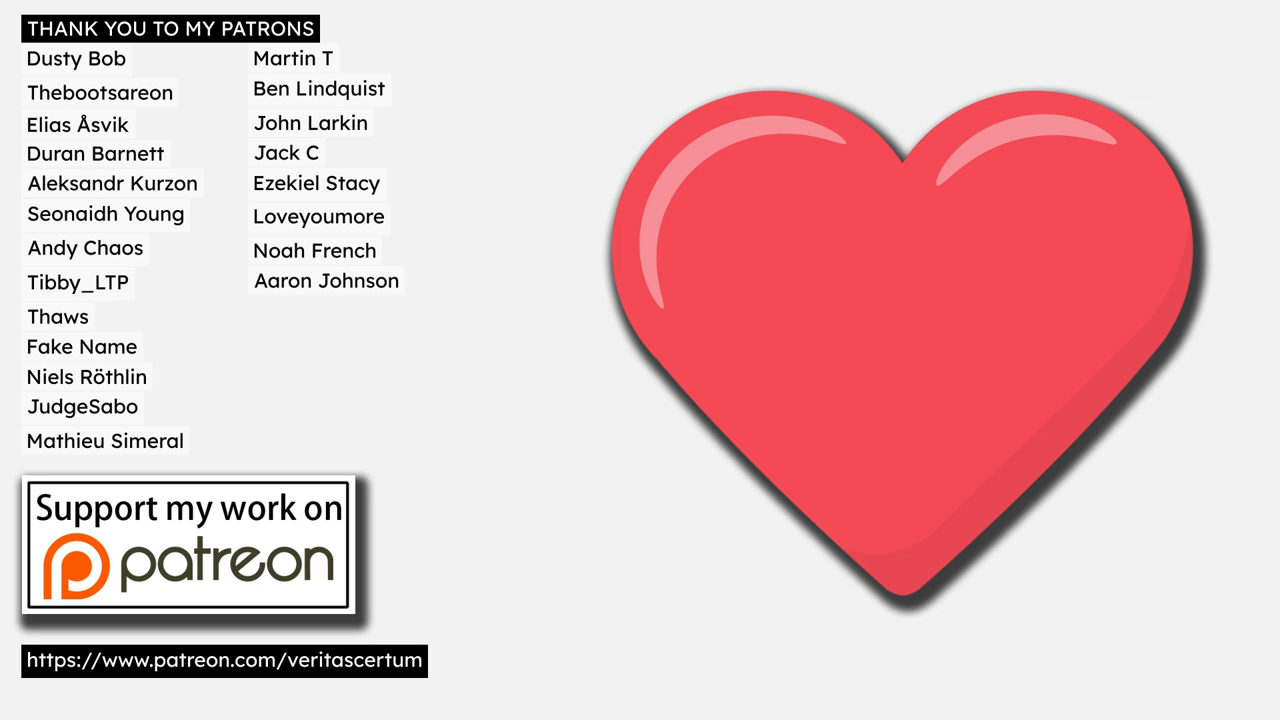 THANK YOU TO MY PATRONS
Dusty Bob
Thebootsareon
Elias Åsvik
Duran Barnett
Aleksandr Kurzon
Seonaidh Young
Andy Chaos
Tibby_LTP
Thaws
Fake Name
Niels Röthlin
JudgeSabo
Mathieu Simeral
Martin T
Ben Lindquist
John Larkin
Jack C
Ezekiel Stacy
Loveyoumore
Noah French
Aaron Johnson
Support my work on
patreon
https://www.patreon.com/veritascertum